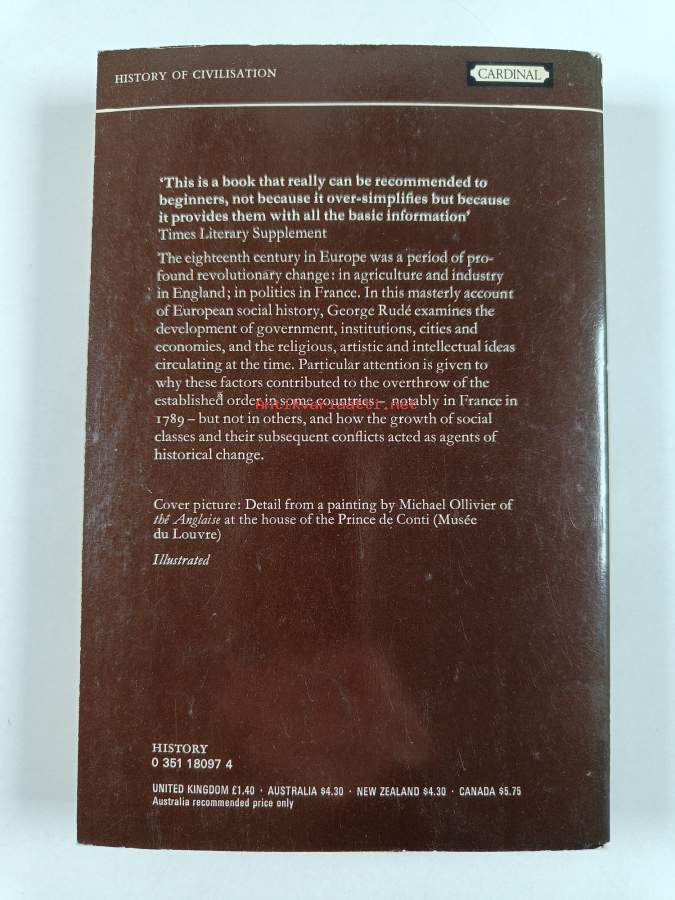 HISTORY OF CIVILISATION
CARDINAL
‘This is a book that really can be recommended to
beginners, not because it over-simplifies but because
it provides them with all the basic information’
Times Literary Supplement
The eighteenth century in Europe was a period of pro-
found revolutionary change: in agriculture and industry
in England; in politics in France. In this masterly account
of European social history, George Rudé examines the
development of government, institutions, cities and
economies, and the religious, artistic and intellectual ideas
circulating at the time. Particular attention is given to
why these factors contributed to the overthrow of the
established order in some countries – notably in France in
Antikvariaatti.net
1789 – but not in others, and how the growth of social
classes and their subsequent conflicts acted as agents of
historical change.
Cover picture: Detail from a painting by Michael Ollivier of
thé Anglaise at the house of the Prince de Conti (Musée
du Louvre)
Illustrated
HISTORY
0 351 18097 4
UNITED KINGDOM £1.40 · AUSTRALIA $4.30 · NEW ZEALAND $4.30 · CANADA $5.75
Australia recommended price only